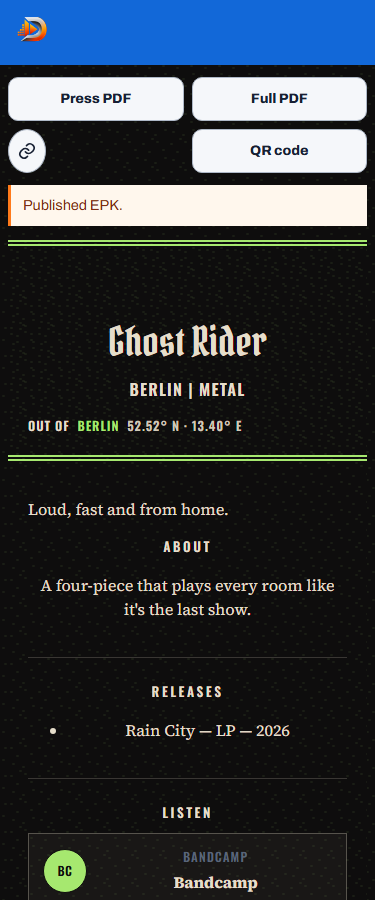 Press PDF
Full PDF
QR code
Published EPK.
Ghost Rider
BERLIN | METAL
OUT OF BERLIN 52.52° N · 13.40° E
Loud, fast and from home.
ABOUT
A four-piece that plays every room like
it's the last show.
RELEASES
Rain City — LP — 2026
LISTEN
BC
BANDCAMP
Bandcamp